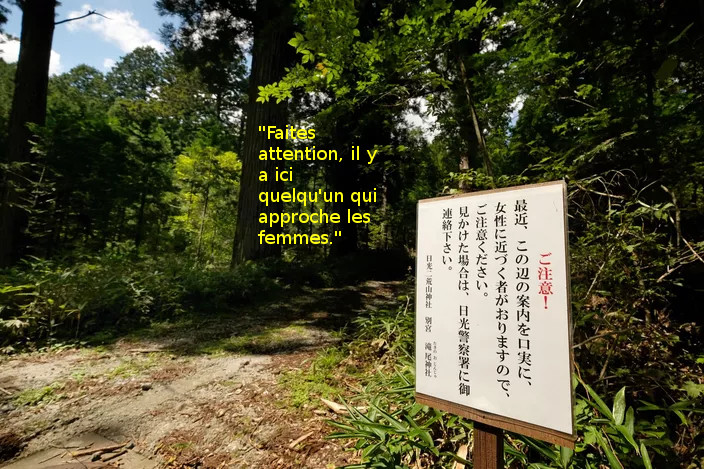 "Faites
attention, il y
a ici
quelqu'un qui
approche les
femmes."
ご注意！
最近、この辺の案内を口実に、
女性に近づく者がおりますので、
ご注意ください。
見かけた場合は、日光警察署に御
連絡下さい。
日光二荒山神社 別宮 滝尾神社